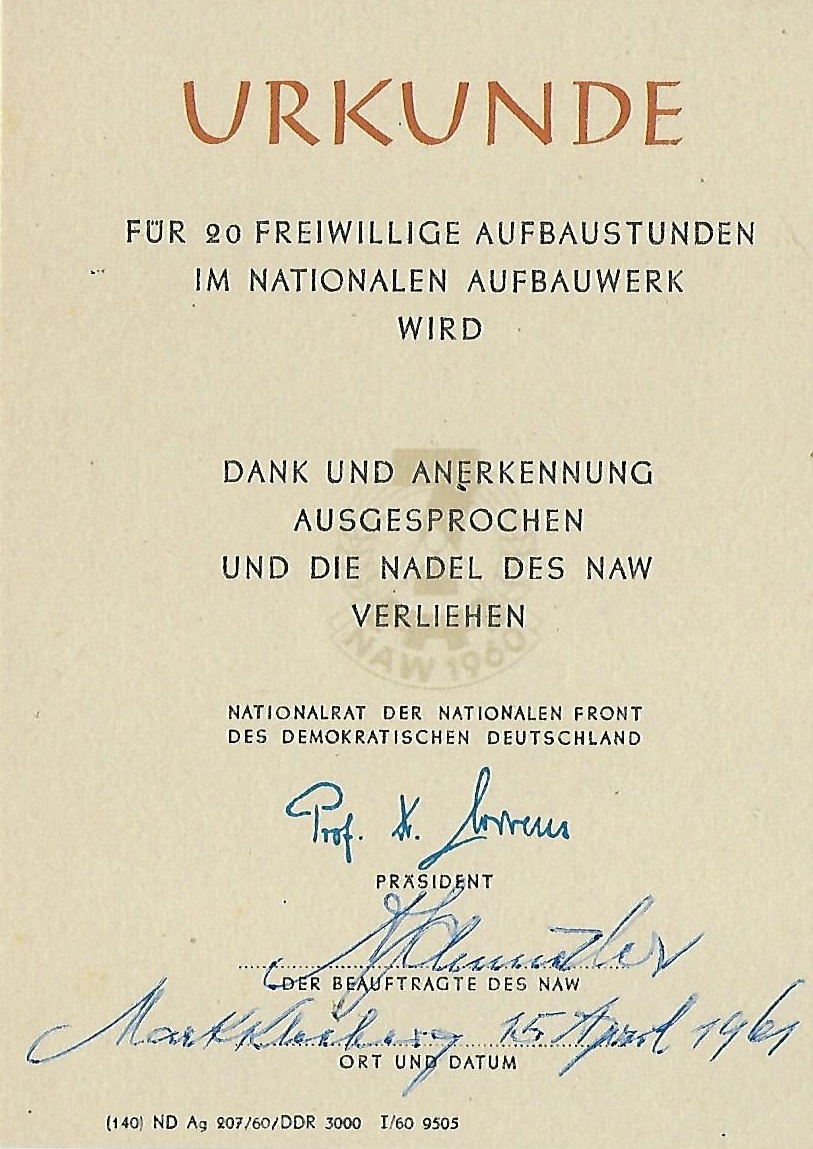 URKUNDE
FÜR 20 FREIWILLIGE AUFBAUSTUNDEN
IM NATIONALEN AUFBAUWERK
WIRD
DANK UND ANERKENNUNG
AUSGESPROCHEN
UND DIE NADEL DES NAW
VERLIEHEN
NAW 1960
NATIONALRAT DER NATIONALEN FRONT
DES DEMOKRATISCHEN DEUTSCHLAND
Prof. Dr. Correns
PRÄSIDENT
DER BEAUFTRAGTE DES NAW
Markkleeberg 15 April 1961
ORT UND DATUM
(140) ND Ag 207/60/DDR 3000 I/60 9505